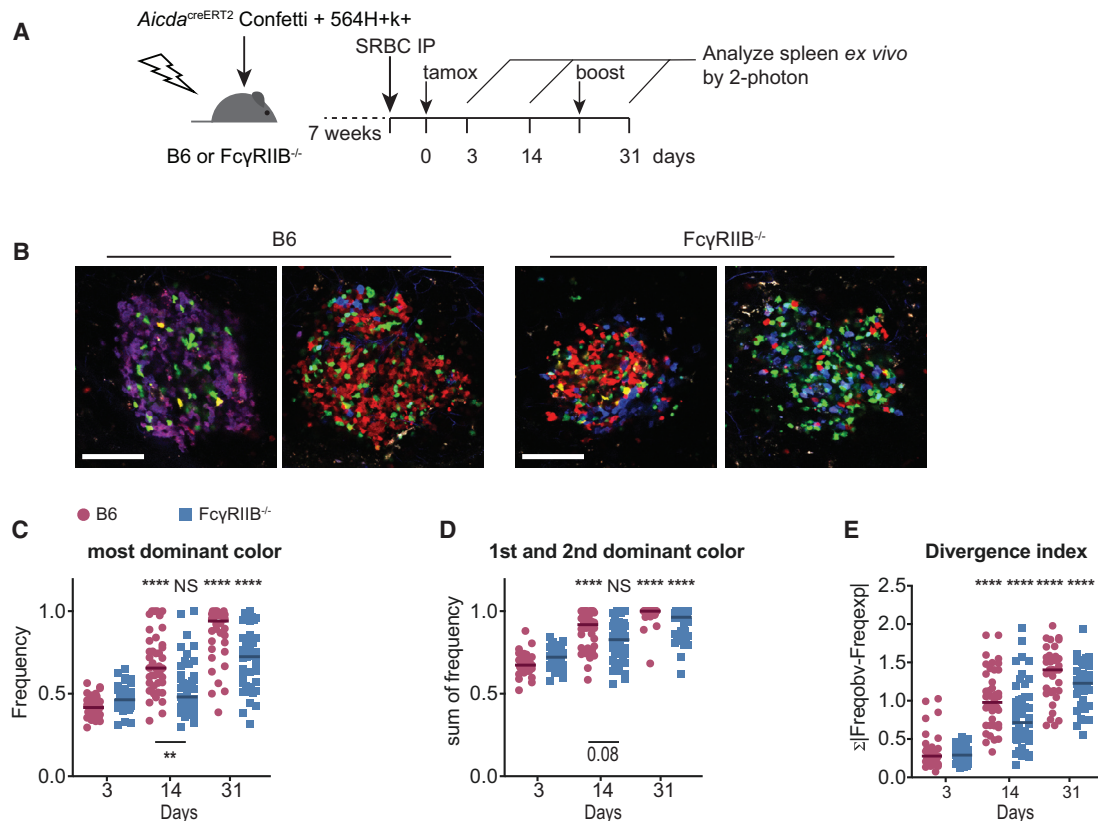 A
Aicda^creERT2 Confetti + 564H+k+
SRBC IP
tamox
boost
Analyze spleen ex vivo
by 2-photon
7 weeks
0 3 14 31 days
B6 or FcγRIIB-/-
B
B6
FcγRIIB-/-
B6
FcγRIIB-/-
C
most dominant color
**** NS **** ****
Frequency
1.0
0.5
0.0
**
3 14 31
Days
D
1st and 2nd dominant color
**** NS **** ****
sum of frequency
1.0
0.5
0.0
0.08
3 14 31
Days
E
Divergence index
**** **** **** ****
Σ|Freqobv-Freqexp|
2.5
2.0
1.5
1.0
0.5
0.0
3 14 31
Days